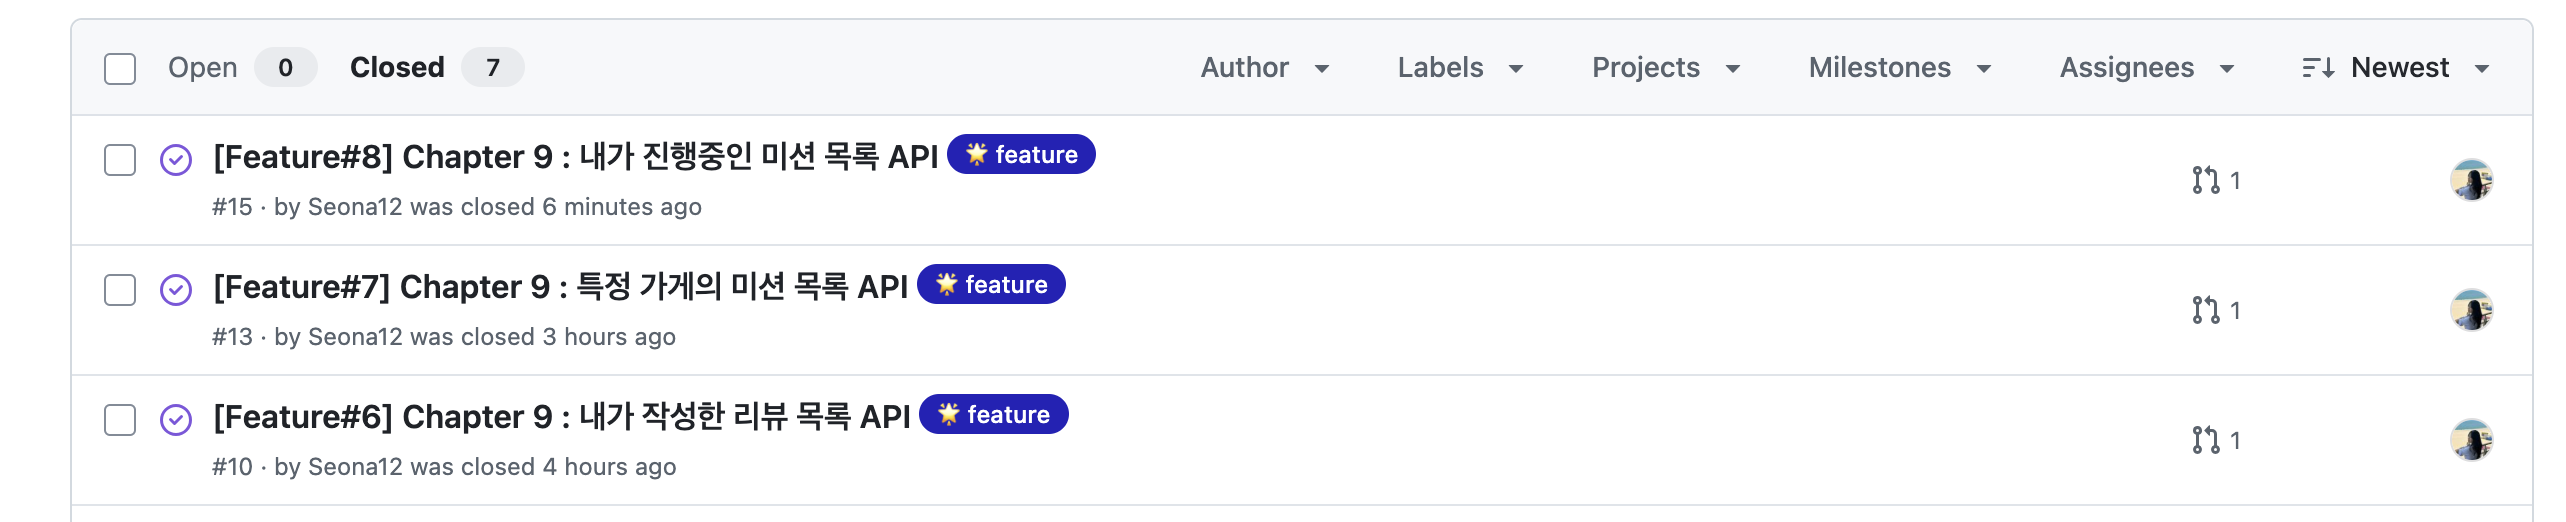 Open 0 Closed 7 Author Labels Projects Milestones Assignees Newest
[Feature#8] Chapter 9 : 내가 진행중인 미션 목록 API 🌟 feature
#15 · by Seona12 was closed 6 minutes ago 1
[Feature#7] Chapter 9 : 특정 가게의 미션 목록 API 🌟 feature
#13 · by Seona12 was closed 3 hours ago 1
[Feature#6] Chapter 9 : 내가 작성한 리뷰 목록 API 🌟 feature
#10 · by Seona12 was closed 4 hours ago 1